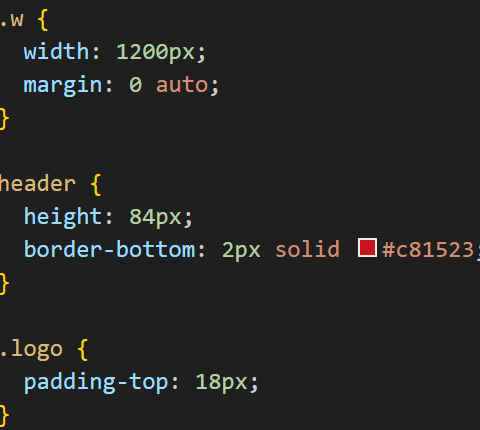 .w {
width: 1200px;
margin: 0 auto;
}
header {
height: 84px;
border-bottom: 2px solid #c81523;
}
.logo {
padding-top: 18px;
}